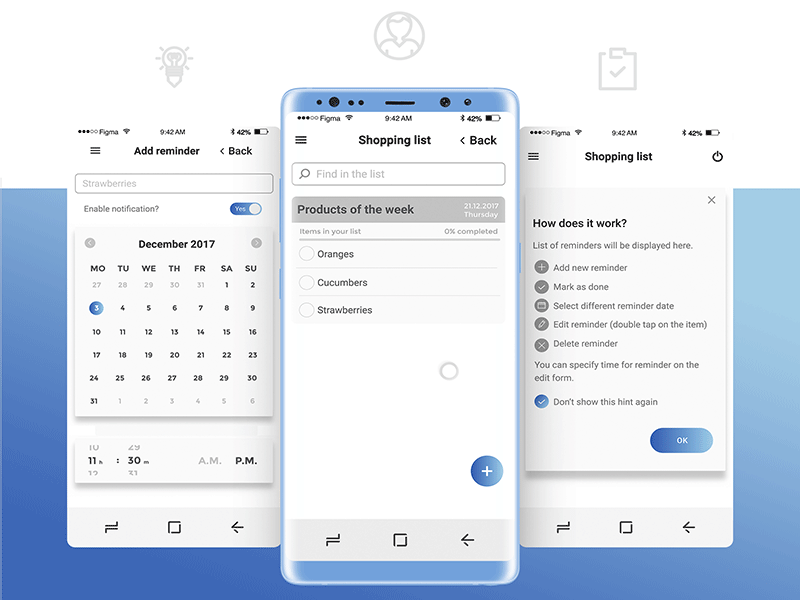 Figma
9:42 AM
42%
Add reminder
Back
Strawberries
Enable notification?
Yes
December 2017
MO TU WE TH FR SA SU
27 28 29 30 31 1 2
3 4 5 6 7 8 9
10 11 12 13 14 15 16
17 18 19 20 21 22 23
24 25 26 27 28 29 30
31 1 2 3 4 5 6
10 29
11 h : 30 m A.M. P.M.
12 31
Figma
9:42 AM
42%
Shopping list
Back
Find in the list
Products of the week
21.12.2017
Thursday
Items in your list
0% completed
Oranges
Cucumbers
Strawberries
Figma
9:42 AM
42%
Shopping list
How does it work?
List of reminders will be displayed here.
Add new reminder
Mark as done
Select different reminder date
Edit reminder (double tap on the item)
Delete reminder
You can specify time for reminder on the
edit form.
Don't show this hint again
OK